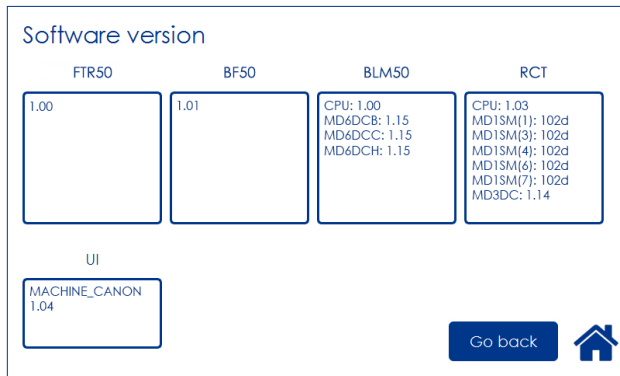 Software version
FTR50
BF50
BLM50
RCT
1.00
1.01
CPU: 1.00
MD6DCB: 1.15
MD6DCC: 1.15
MD6DCH: 1.15
CPU: 1.03
MD1SM(1): 102d
MD1SM(3): 102d
MD1SM(4): 102d
MD1SM(6): 102d
MD1SM(7): 102d
MD3DC: 1.14
UI
MACHINE_CANON
1.04
Go back